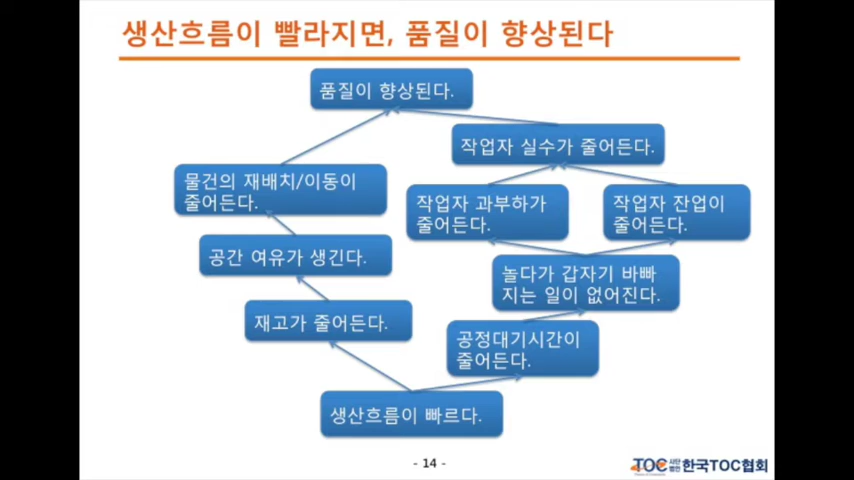 생산흐름이 빨라지면, 품질이 향상된다
품질이 향상된다.
작업자 실수가 줄어든다.
물건의 재배치/이동이
줄어든다.
작업자 과부하가
줄어든다.
작업자 잔업이
줄어든다.
공간 여유가 생긴다.
놀다가 갑자기 바빠
지는 일이 없어진다.
재고가 줄어든다.
공정대기시간이
줄어든다.
생산흐름이 빠르다.
- 14 -
TOC 사단
법인 한국TOC협회